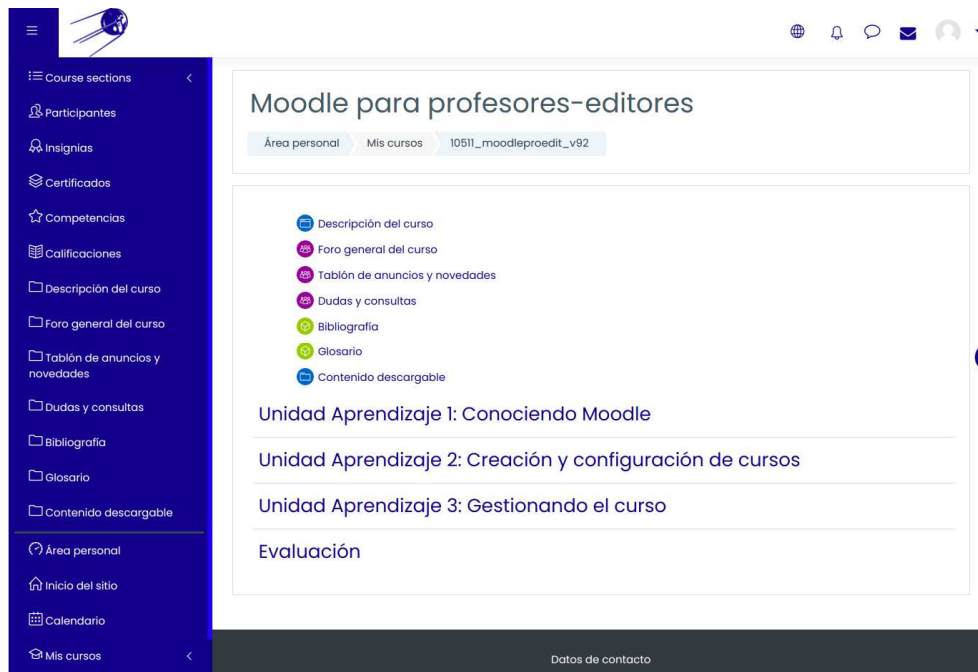 Course sections
Participantes
Insignias
Certificados
Competencias
Calificaciones
Descripción del curso
Foro general del curso
Tablón de anuncios y
novedades
Dudas y consultas
Bibliografía
Glosario
Contenido descargable
Área personal
Inicio del sitio
Calendario
Mis cursos
Moodle para profesores-editores
Área personal Mis cursos 10511_moodleproedit_v92
Descripción del curso
Foro general del curso
Tablón de anuncios y novedades
Dudas y consultas
Bibliografía
Glosario
Contenido descargable
Unidad Aprendizaje 1: Conociendo Moodle
Unidad Aprendizaje 2: Creación y configuración de cursos
Unidad Aprendizaje 3: Gestionando el curso
Evaluación
Datos de contacto